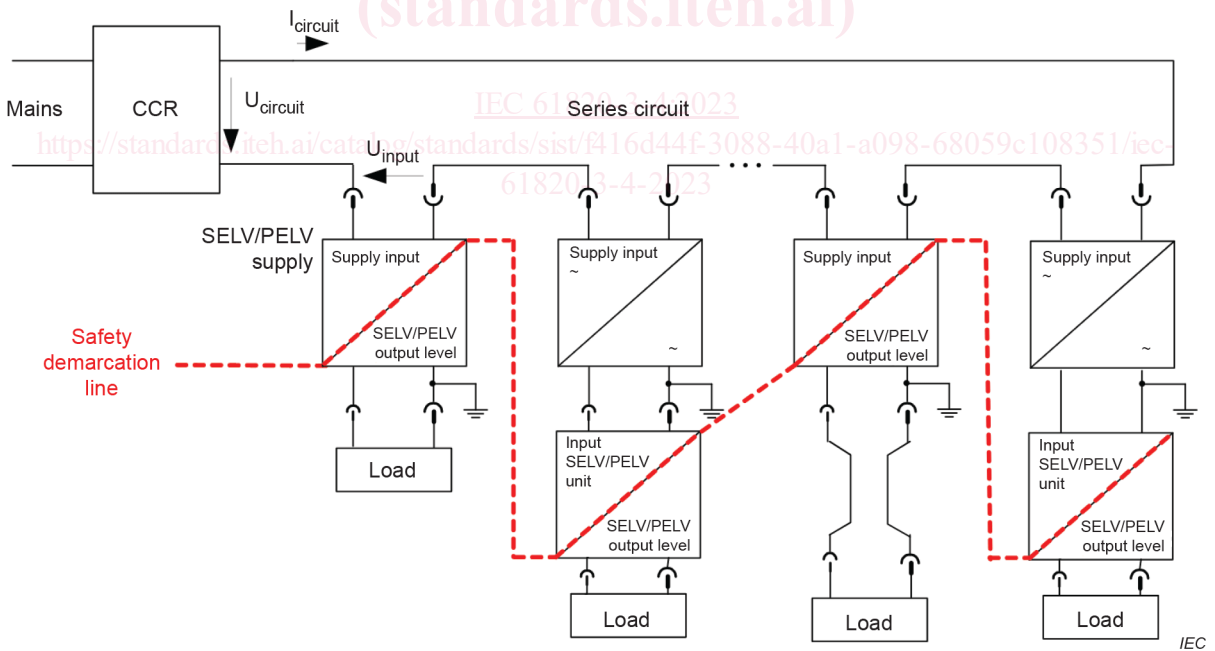 (standards.iteh.ai)
I circuit
Mains
CCR
U circuit
IEC 61820-3-4:2023
Series circuit
https://standards.iteh.ai/catalog/standards/sist/f416d44f-3088-40a1-a098-68059c108351/iec-
61820-3-4-2023
U input
...
SELV/PELV
supply
Supply input
SELV/PELV
output level
Supply input
~
~
Supply input
SELV/PELV
output level
Supply input
~
~
Safety
demarcation
line
Load
Input
SELV/PELV
unit
SELV/PELV
output level
Input
SELV/PELV
unit
SELV/PELV
output level
Load
Load
Load
IEC